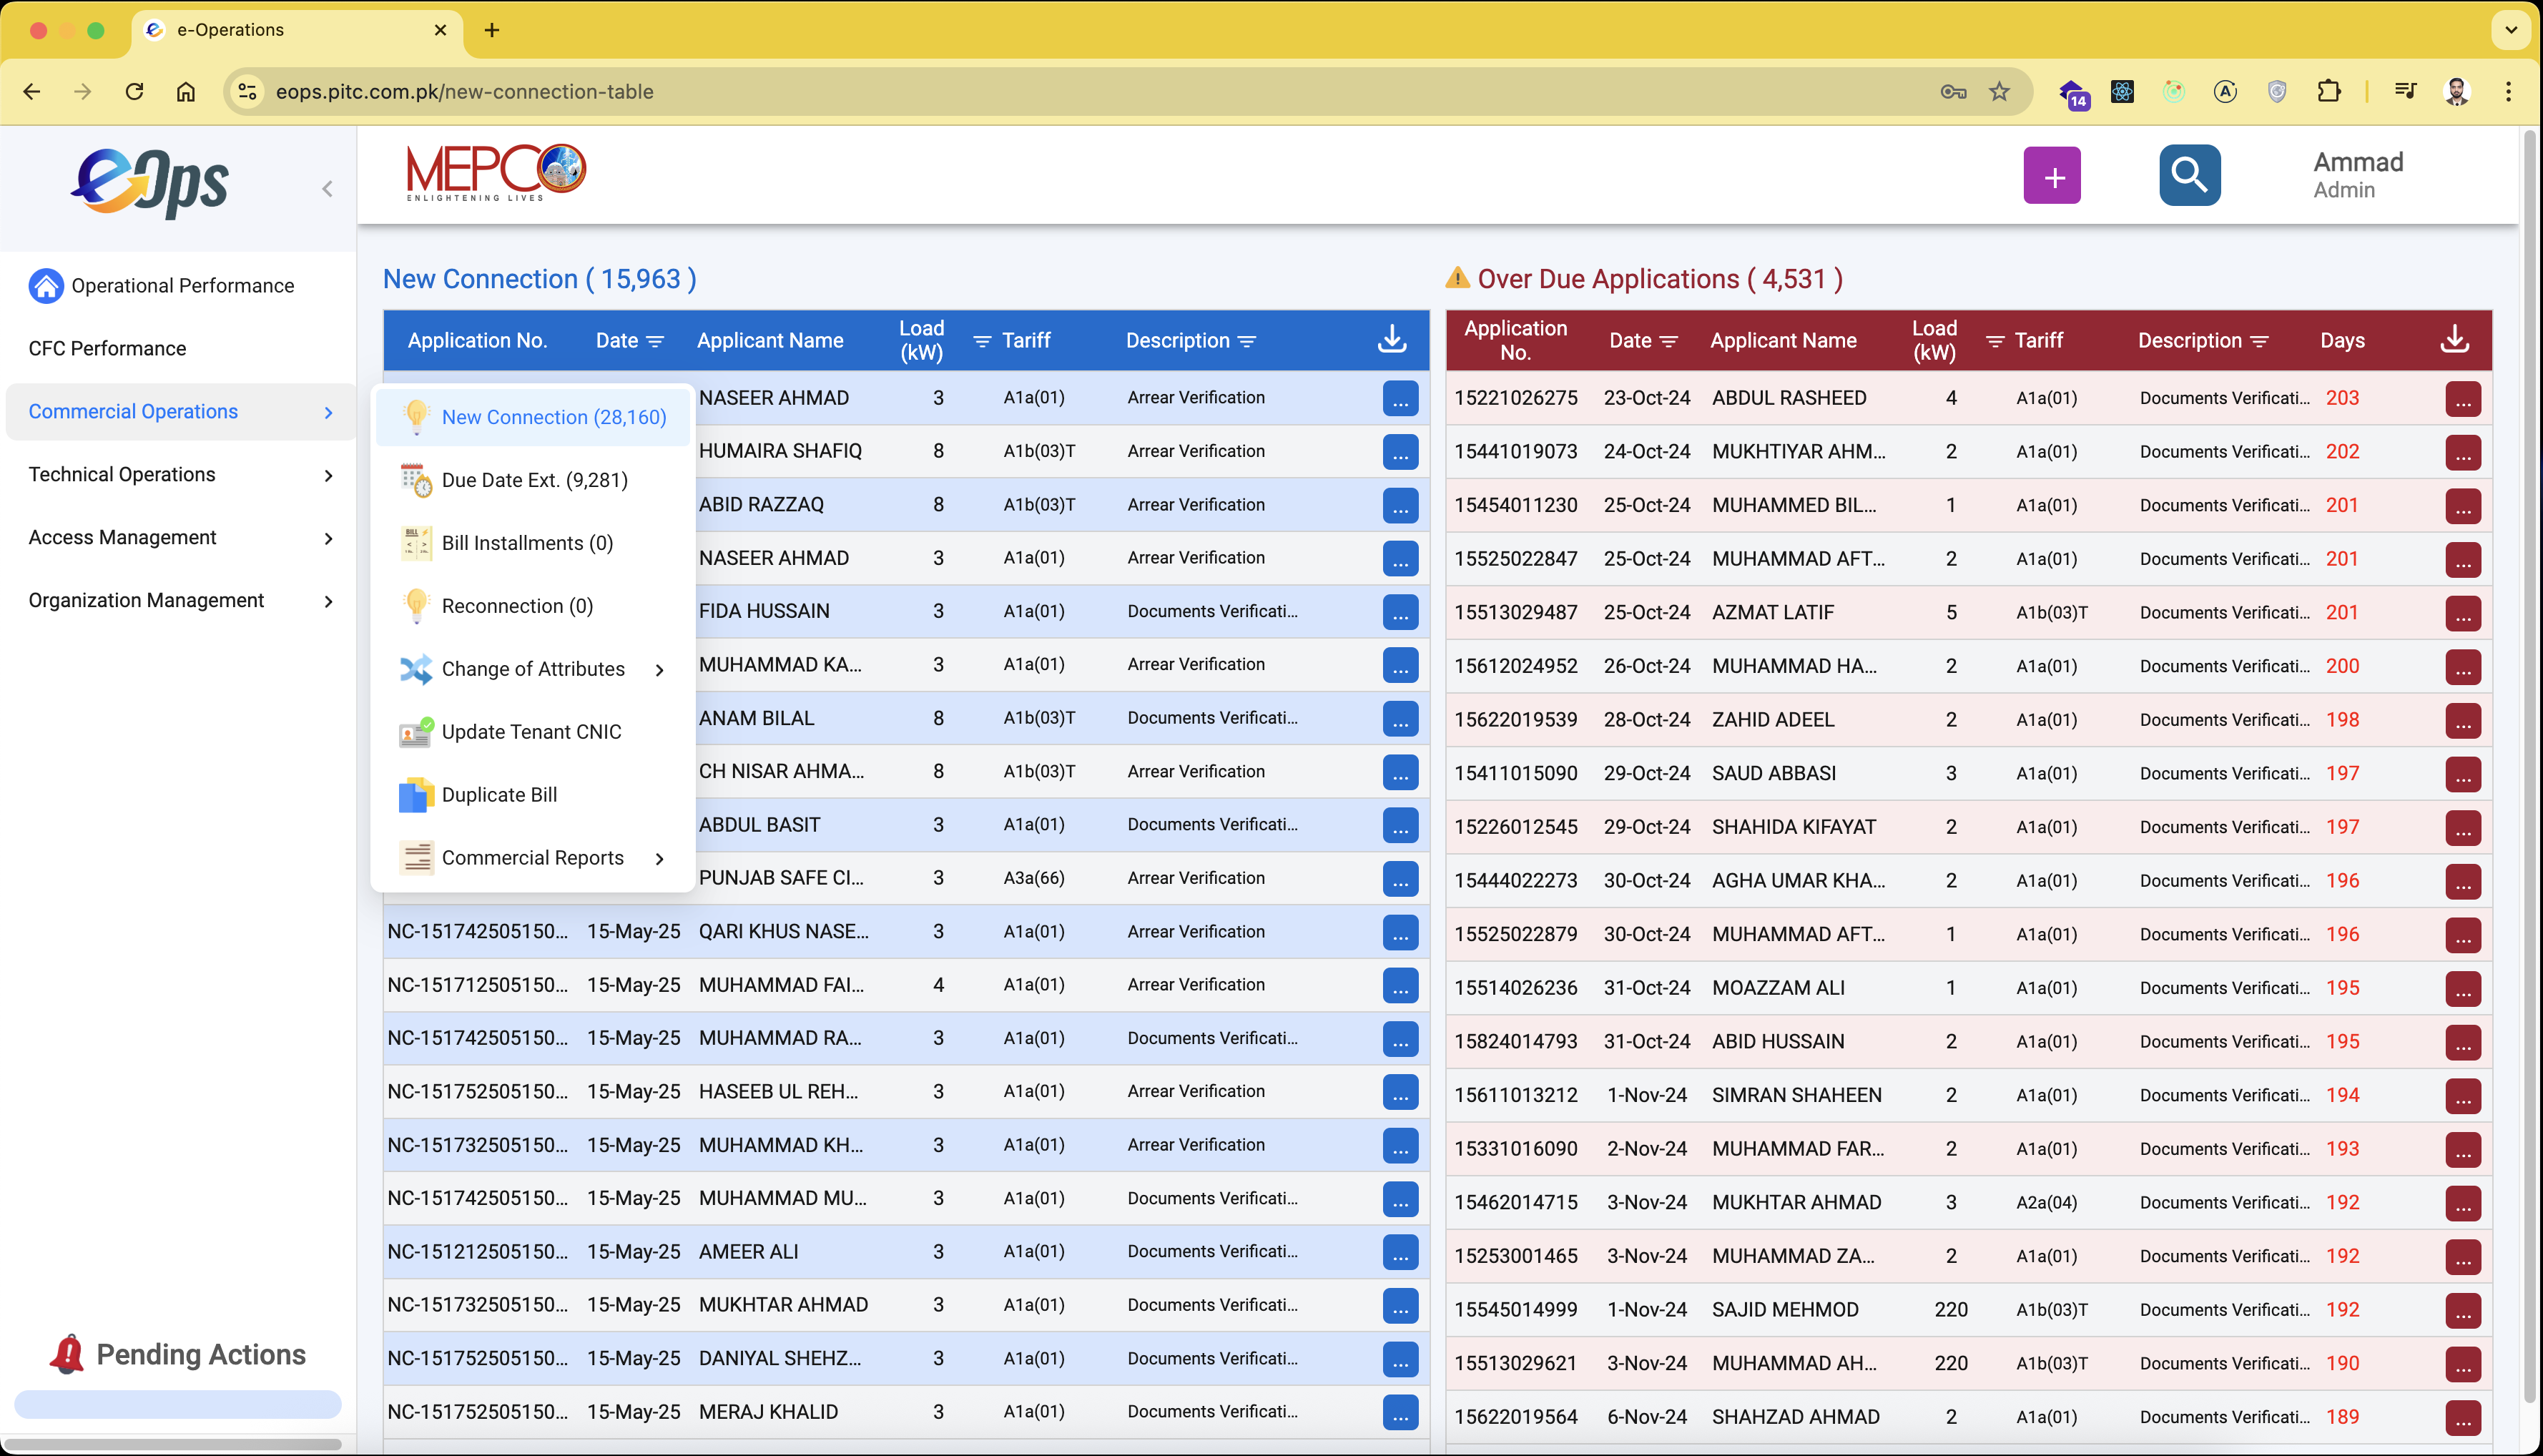 e-Operations
eops.pitc.com.pk/new-connection-table
14
eOps
MEPCO
ENLIGHTENING LIVES
Ammad
Admin
Operational Performance
CFC Performance
Commercial Operations
Technical Operations
Access Management
Organization Management
Pending Actions
New Connection (28,160)
Due Date Ext. (9,281)
Bill Installments (0)
Reconnection (0)
Change of Attributes
Update Tenant CNIC
Duplicate Bill
Commercial Reports
New Connection ( 15,963 )
Application No. Date Applicant Name Load (kW) Tariff Description
NASEER AHMAD 3 A1a(01) Arrear Verification ...
HUMAIRA SHAFIQ 8 A1b(03)T Arrear Verification ...
ABID RAZZAQ 8 A1b(03)T Arrear Verification ...
NASEER AHMAD 3 A1a(01) Arrear Verification ...
FIDA HUSSAIN 3 A1a(01) Documents Verificati... ...
MUHAMMAD KA... 3 A1a(01) Arrear Verification ...
ANAM BILAL 8 A1b(03)T Documents Verificati... ...
CH NISAR AHMA... 8 A1b(03)T Arrear Verification ...
ABDUL BASIT 3 A1a(01) Documents Verificati... ...
PUNJAB SAFE CI... 3 A3a(66) Arrear Verification ...
NC-151742505150... 15-May-25 QARI KHUS NASE... 3 A1a(01) Arrear Verification ...
NC-151712505150... 15-May-25 MUHAMMAD FAI... 4 A1a(01) Arrear Verification ...
NC-151742505150... 15-May-25 MUHAMMAD RA... 3 A1a(01) Documents Verificati... ...
NC-151752505150... 15-May-25 HASEEB UL REH... 3 A1a(01) Arrear Verification ...
NC-151732505150... 15-May-25 MUHAMMAD KH... 3 A1a(01) Arrear Verification ...
NC-151742505150... 15-May-25 MUHAMMAD MU... 3 A1a(01) Documents Verificati... ...
NC-151212505150... 15-May-25 AMEER ALI 3 A1a(01) Documents Verificati... ...
NC-151732505150... 15-May-25 MUKHTAR AHMAD 3 A1a(01) Documents Verificati... ...
NC-151752505150... 15-May-25 DANIYAL SHEHZ... 3 A1a(01) Documents Verificati... ...
NC-151752505150... 15-May-25 MERAJ KHALID 3 A1a(01) Documents Verificati... ...
Over Due Applications ( 4,531 )
Application No. Date Applicant Name Load (kW) Tariff Description Days
15221026275 23-Oct-24 ABDUL RASHEED 4 A1a(01) Documents Verificati... 203 ...
15441019073 24-Oct-24 MUKHTIYAR AHM... 2 A1a(01) Documents Verificati... 202 ...
15454011230 25-Oct-24 MUHAMMED BIL... 1 A1a(01) Documents Verificati... 201 ...
15525022847 25-Oct-24 MUHAMMAD AFT... 2 A1a(01) Documents Verificati... 201 ...
15513029487 25-Oct-24 AZMAT LATIF 5 A1b(03)T Documents Verificati... 201 ...
15612024952 26-Oct-24 MUHAMMAD HA... 2 A1a(01) Documents Verificati... 200 ...
15622019539 28-Oct-24 ZAHID ADEEL 2 A1a(01) Documents Verificati... 198 ...
15411015090 29-Oct-24 SAUD ABBASI 3 A1a(01) Documents Verificati... 197 ...
15226012545 29-Oct-24 SHAHIDA KIFAYAT 2 A1a(01) Documents Verificati... 197 ...
15444022273 30-Oct-24 AGHA UMAR KHA... 2 A1a(01) Documents Verificati... 196 ...
15525022879 30-Oct-24 MUHAMMAD AFT... 1 A1a(01) Documents Verificati... 196 ...
15514026236 31-Oct-24 MOAZZAM ALI 1 A1a(01) Documents Verificati... 195 ...
15824014793 31-Oct-24 ABID HUSSAIN 2 A1a(01) Documents Verificati... 195 ...
15611013212 1-Nov-24 SIMRAN SHAHEEN 2 A1a(01) Documents Verificati... 194 ...
15331016090 2-Nov-24 MUHAMMAD FAR... 2 A1a(01) Documents Verificati... 193 ...
15462014715 3-Nov-24 MUKHTAR AHMAD 3 A2a(04) Documents Verificati... 192 ...
15253001465 3-Nov-24 MUHAMMAD ZA... 2 A1a(01) Documents Verificati... 192 ...
15545014999 1-Nov-24 SAJID MEHMOD 220 A1b(03)T Documents Verificati... 192 ...
15513029621 3-Nov-24 MUHAMMAD AH... 220 A1b(03)T Documents Verificati... 190 ...
15622019564 6-Nov-24 SHAHZAD AHMAD 2 A1a(01) Documents Verificati... 189 ...